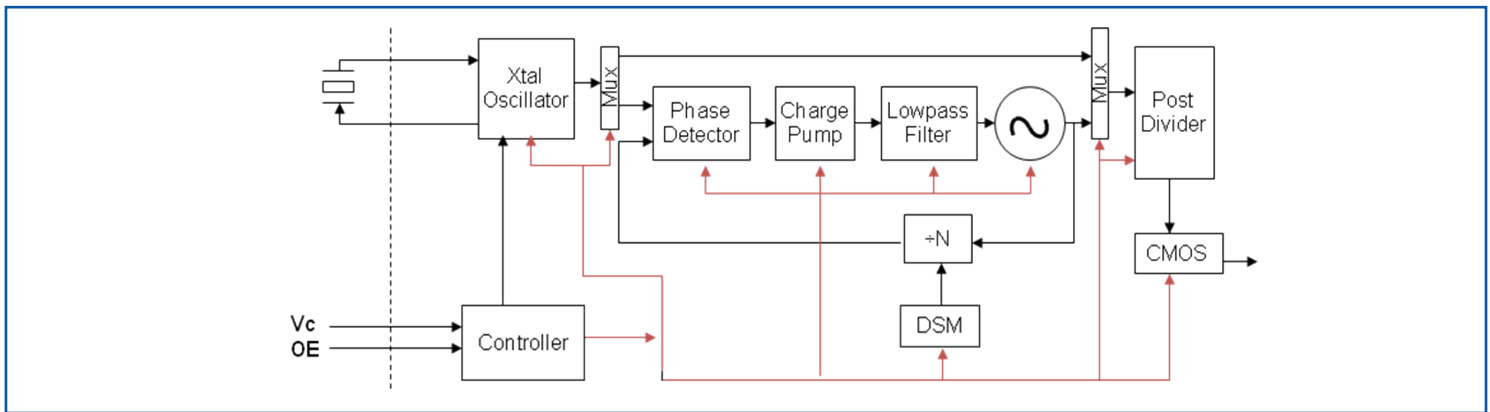 Xtal
Oscillator
Mux
Phase
Detector
Charge
Pump
Lowpass
Filter
Mux
Post
Divider
÷N
CMOS
DSM
Vc
OE
Controller